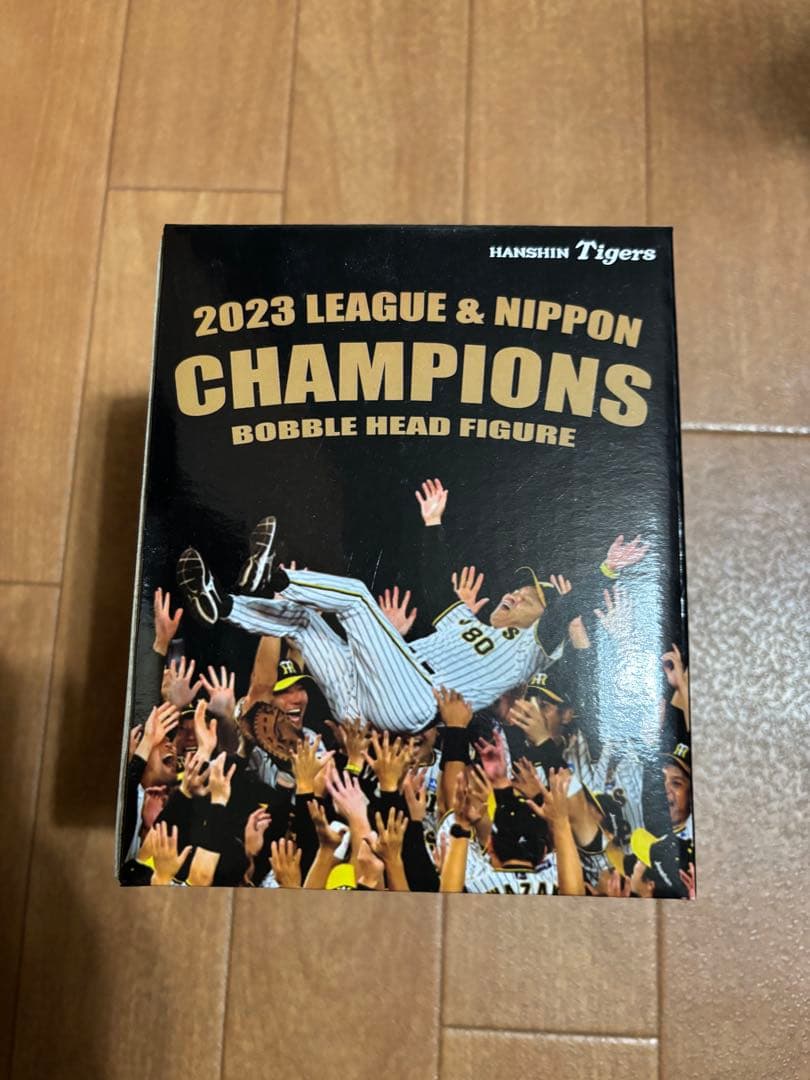 HANSHIN Tigers
2023 LEAGUE & NIPPON
CHAMPIONS
BOBBLE HEAD FIGURE
80